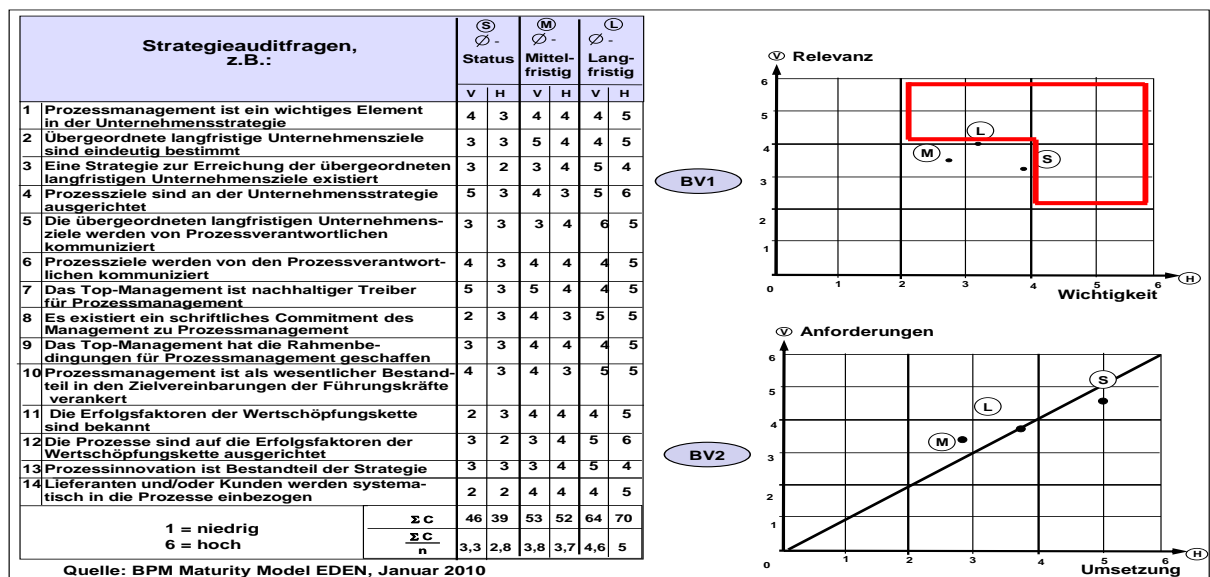 Strategieauditfragen,
z.B.:
Ⓢ Ⓜ Ⓛ
Ø - Ø - Ø -
Status Mittel- Lang-
fristig fristig
V H V H V H
1 Prozessmanagement ist ein wichtiges Element
in der Unternehmensstrategie 4 3 4 4 4 5
2 Übergeordnete langfristige Unternehmensziele
sind eindeutig bestimmt 3 3 5 4 4 5
3 Eine Strategie zur Erreichung der übergeordneten
langfristigen Unternehmensziele existiert 3 2 3 4 5 4
4 Prozessziele sind an der Unternehmensstrategie
ausgerichtet 5 3 4 3 5 6
5 Die übergeordneten langfristigen Unternehmens-
ziele werden von Prozessverantwortlichen
kommuniziert 3 3 3 4 6 5
6 Prozessziele werden von den Prozessverantwort-
lichen kommuniziert 4 3 4 4 4 5
7 Das Top-Management ist nachhaltiger Treiber
für Prozessmanagement 5 3 5 4 4 5
8 Es existiert ein schriftliches Commitment des
Management zu Prozessmanagement 2 3 4 3 5 5
9 Das Top-Management hat die Rahmenbe-
dingungen für Prozessmanagement geschaffen 3 3 4 4 4 5
10 Prozessmanagement ist als wesentlicher Bestand-
teil in den Zielvereinbarungen der Führungskräfte
verankert 4 3 4 3 5 5
11 Die Erfolgsfaktoren der Wertschöpfungskette
sind bekannt 2 3 4 4 4 5
12 Die Prozesse sind auf die Erfolgsfaktoren der
Wertschöpfungskette ausgerichtet 3 2 3 4 5 6
13 Prozessinnovation ist Bestandteil der Strategie 3 3 3 4 5 4
14 Lieferanten und/oder Kunden werden systema-
tisch in die Prozesse einbezogen 2 2 4 4 4 5
1 = niedrig
6 = hoch
Σ C 46 39 53 52 64 70
Σ C
n 3,3 2,8 3,8 3,7 4,6 5
Quelle: BPM Maturity Model EDEN, Januar 2010
BV1
Ⓥ Relevanz
6
5
4
3
2
1
0 1 2 3 4 5 6
L
M
S
Ⓗ
Wichtigkeit
BV2
Ⓥ Anforderungen
6
5
4
3
2
1
0 1 2 3 4 5 6
S
L
M
Ⓗ
Umsetzung